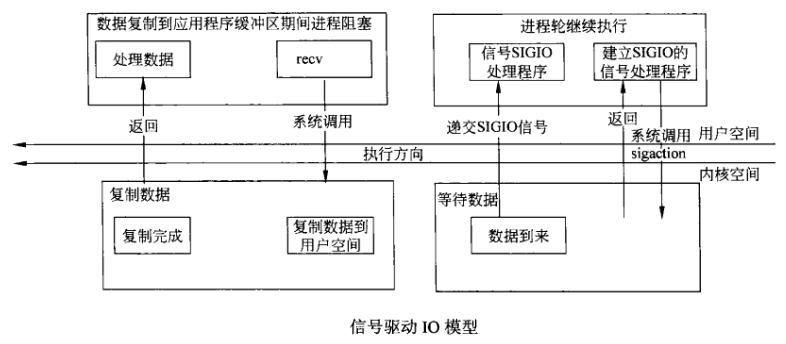 数据复制到应用程序缓冲区期间进程阻塞
处理数据
recv
进程轮继续执行
信号SIGIO
处理程序
建立SIGIO的
信号处理程序
返回
系统调用
递交SIGIO信号
返回
系统调用
用户空间
执行方向
sigaction
内核空间
复制数据
复制完成
复制数据到
用户空间
等待数据
数据到来
信号驱动 IO 模型